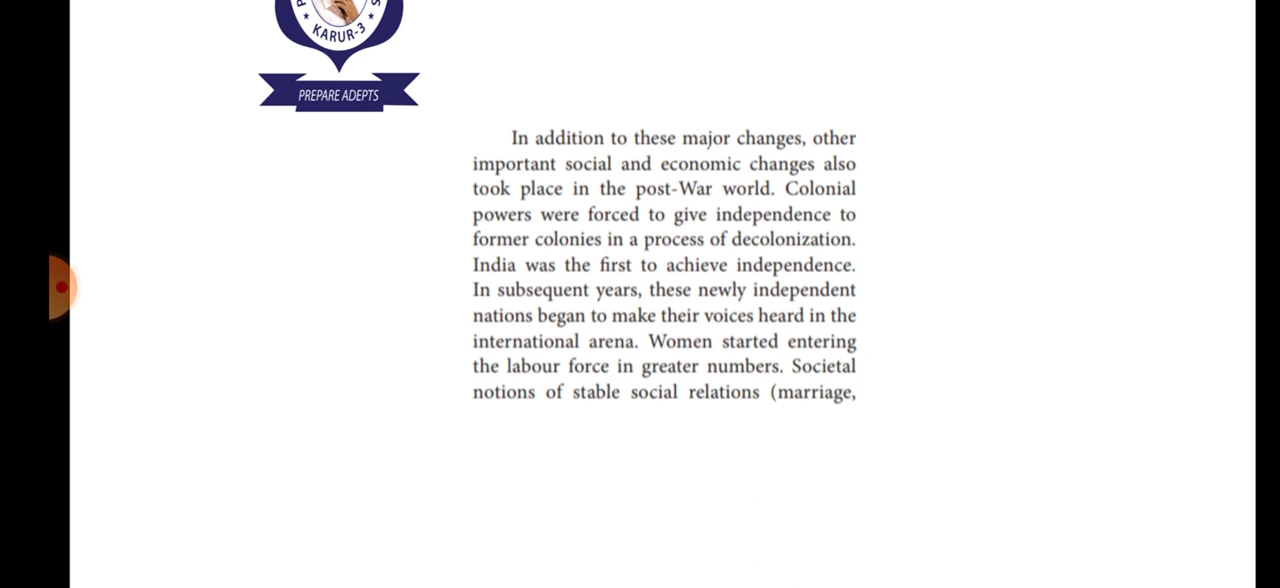 KARUR-3
PREPARE ADEPTS
In addition to these major changes, other
important social and economic changes also
took place in the post-War world. Colonial
powers were forced to give independence to
former colonies in a process of decolonization.
India was the first to achieve independence.
In subsequent years, these newly independent
nations began to make their voices heard in the
international arena. Women started entering
the labour force in greater numbers. Societal
notions of stable social relations (marriage,